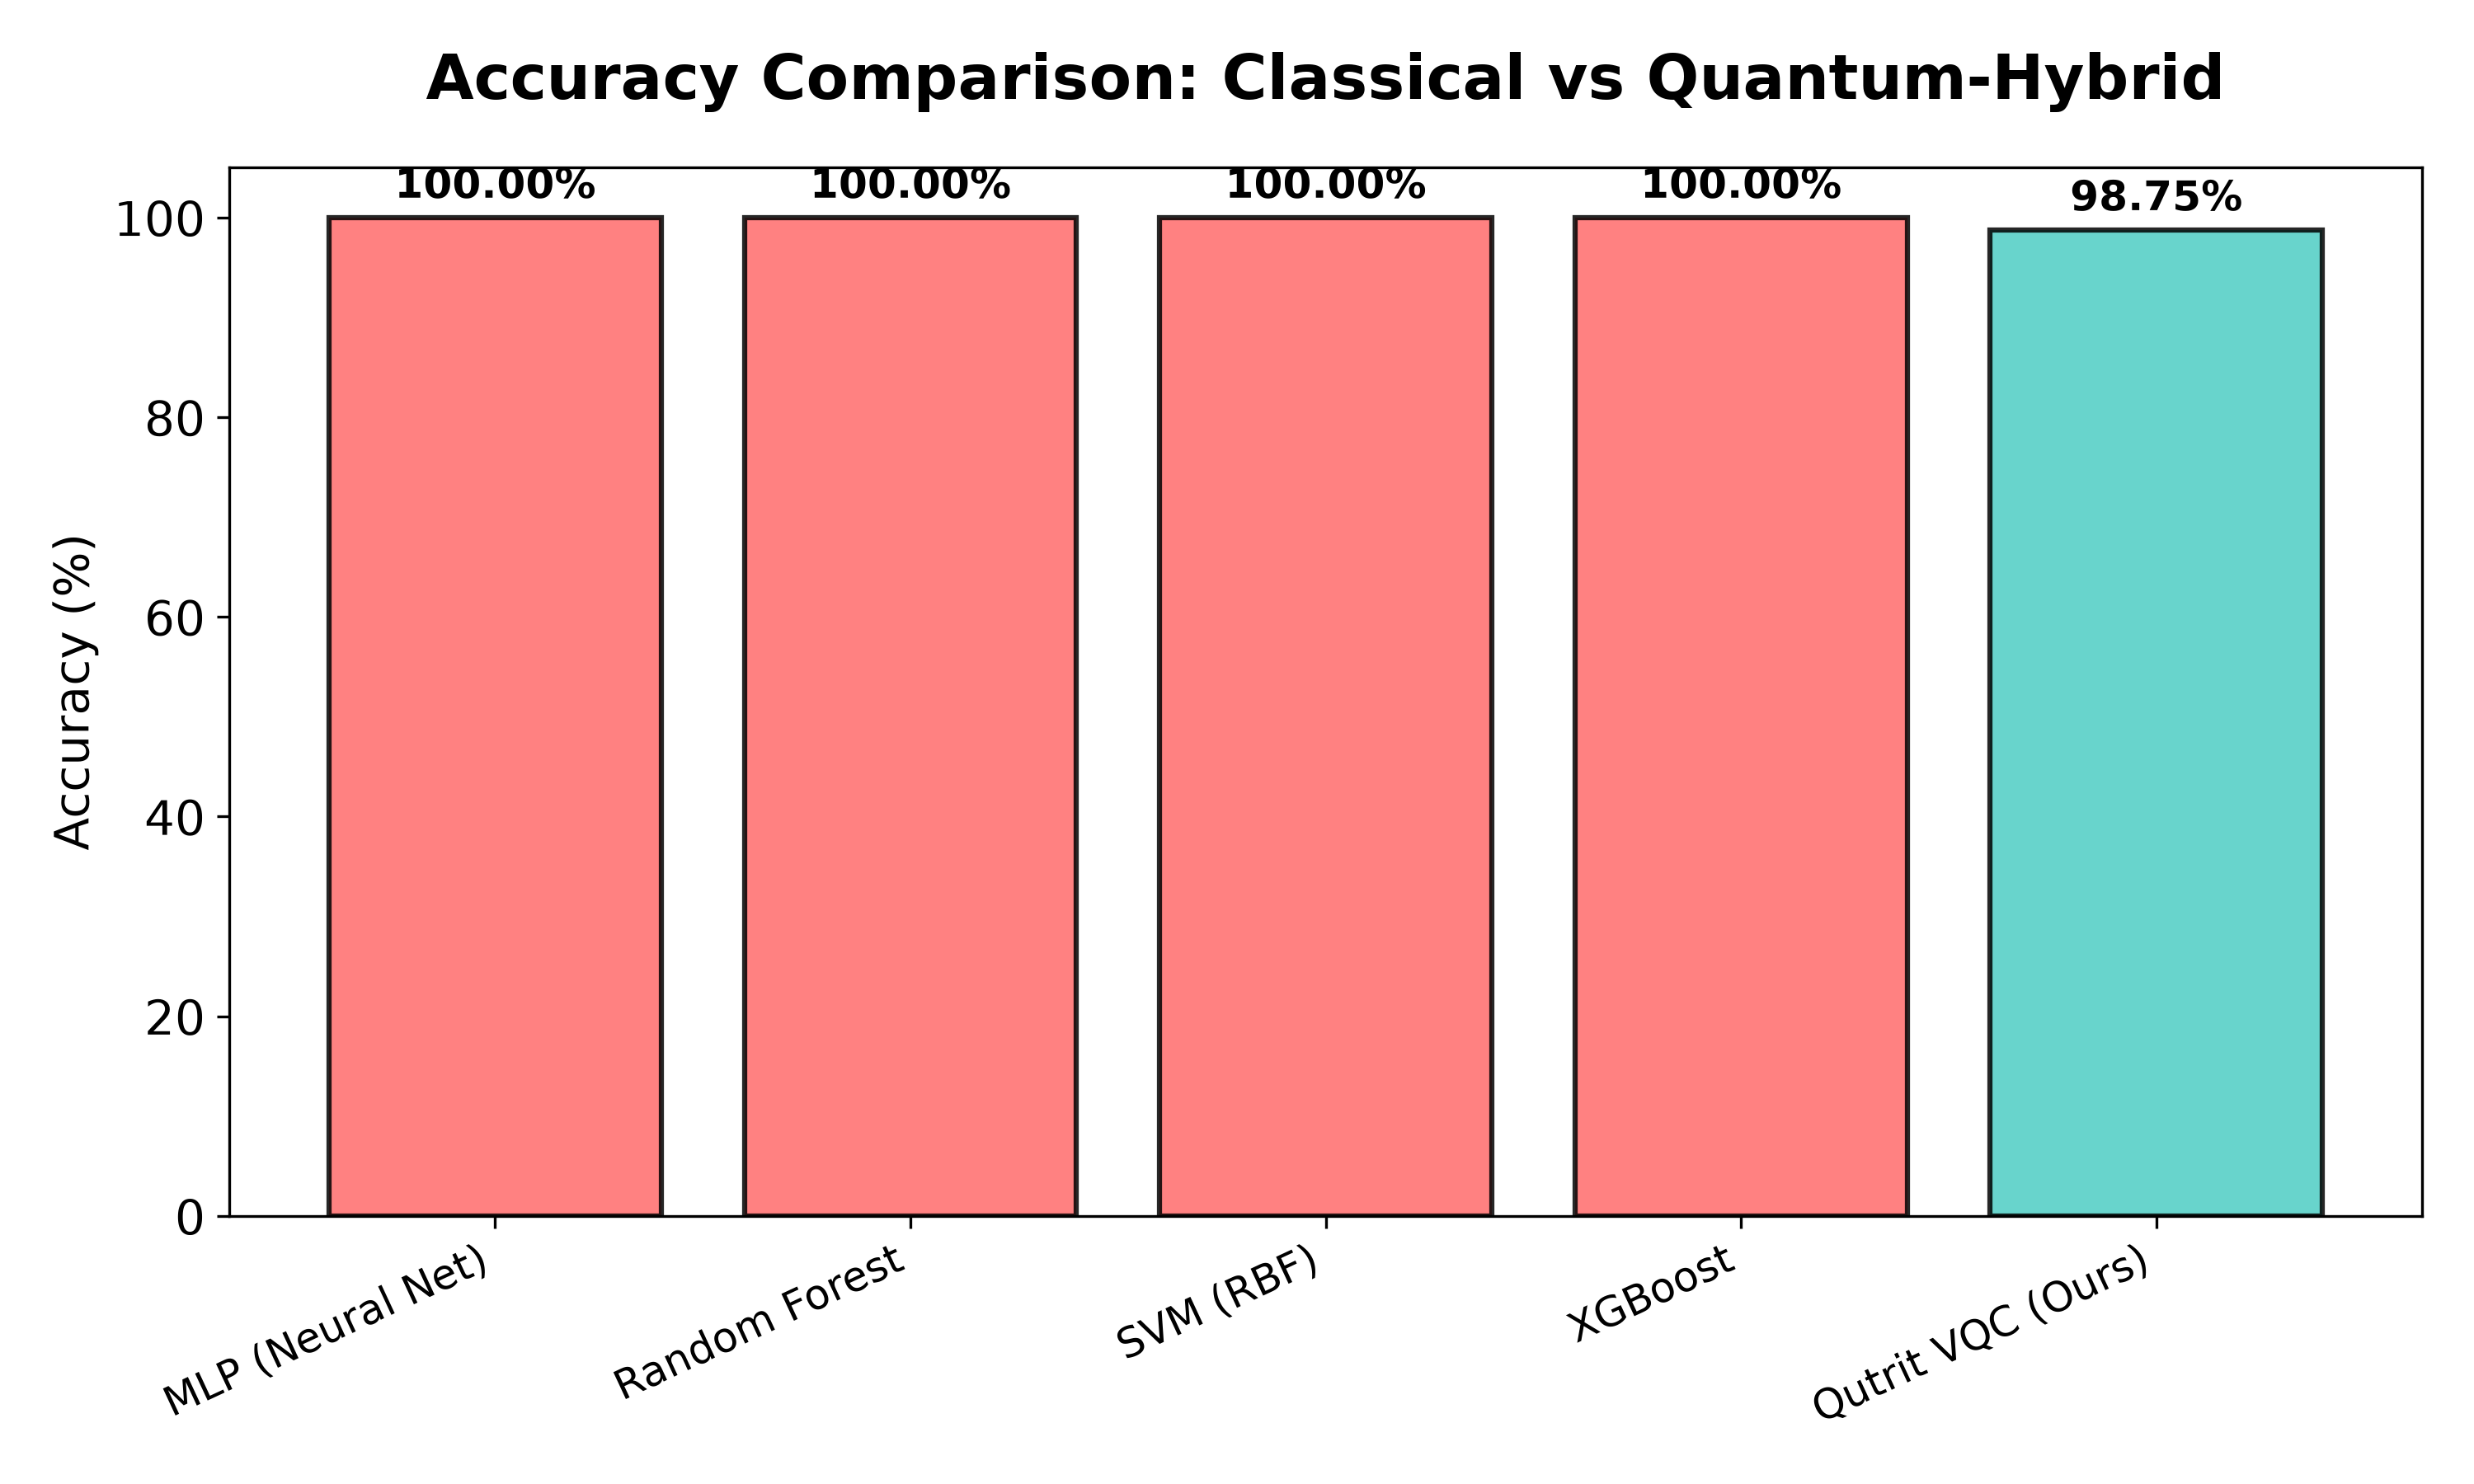 Accuracy Comparison: Classical vs Quantum-Hybrid
100.00%
100.00%
100.00%
100.00%
98.75%
Accuracy (%)
100
80
60
40
20
0
MLP (Neural Net)
Random Forest
SVM (RBF)
XGBoost
Qutrit VQC (Ours)